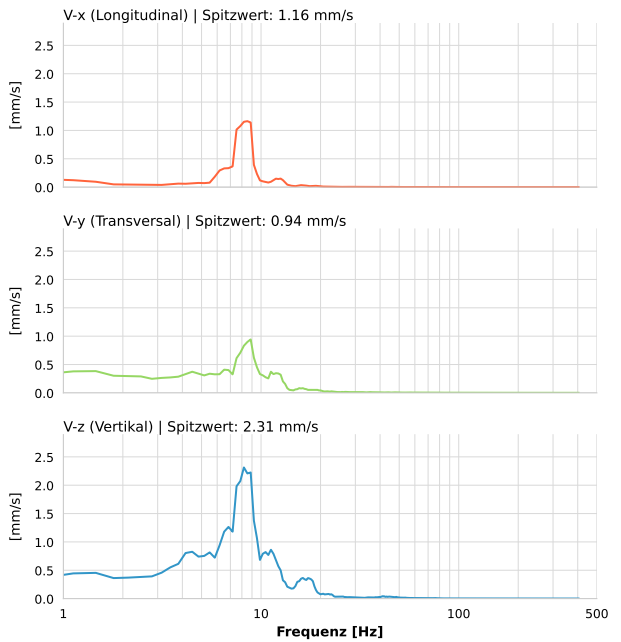 V-x (Longitudinal) | Spitzwert: 1.16 mm/s
[mm/s]
2.5
2.0
1.5
1.0
0.5
0.0
V-y (Transversal) | Spitzwert: 0.94 mm/s
[mm/s]
2.5
2.0
1.5
1.0
0.5
0.0
V-z (Vertikal) | Spitzwert: 2.31 mm/s
[mm/s]
2.5
2.0
1.5
1.0
0.5
0.0
1 10 100 500
Frequenz [Hz]